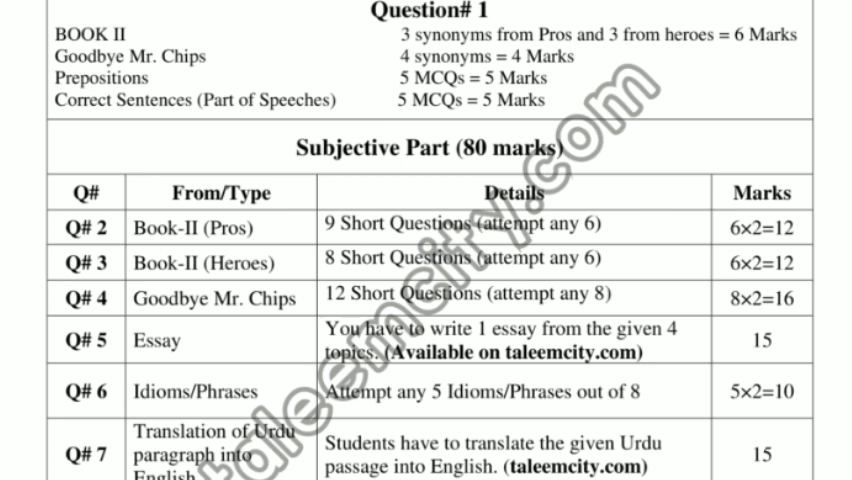 Question# 1
BOOK II 3 synonyms from Pros and 3 from heroes = 6 Marks
Goodbye Mr. Chips 4 synonyms = 4 Marks
Prepositions 5 MCQs = 5 Marks
Correct Sentences (Part of Speeches) 5 MCQs = 5 Marks
Subjective Part (80 marks)
Q# From/Type Details Marks
Q# 2 Book-II (Pros) 9 Short Questions (attempt any 6) 6×2=12
Q# 3 Book-II (Heroes) 8 Short Questions (attempt any 6) 6×2=12
Q# 4 Goodbye Mr. Chips 12 Short Questions (attempt any 8) 8×2=16
Q# 5 Essay You have to write 1 essay from the given 4
topics. (Available on taleemcity.com) 15
Q# 6 Idioms/Phrases Attempt any 5 Idioms/Phrases out of 8 5×2=10
Q# 7 Translation of Urdu
paragraph into
English Students have to translate the given Urdu
passage into English. (taleemcity.com) 15
taleemcity.com